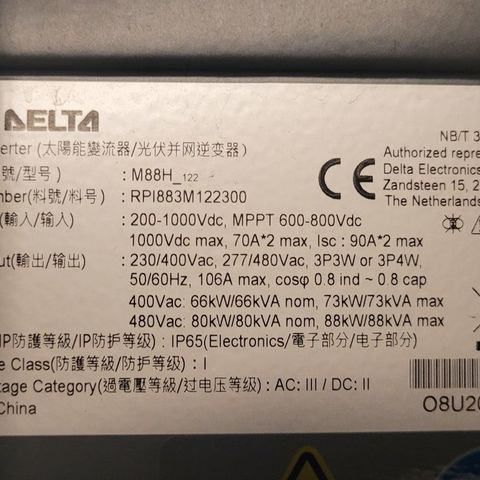 DELTA
NB/T 3
erter (太陽能變流器/光伏并网逆变器)
號/型号) : M88H_122
Authorized repre
mber(料號/料号) : RPI883M122300
Delta Electronics
Zandsteen 15, 2
The Netherlands
(輸入/输入) : 200-1000Vdc, MPPT 600-800Vdc
1000Vdc max, 70A*2 max, Isc : 90A*2 max
ut(輸出/输出) : 230/400Vac, 277/480Vac, 3P3W or 3P4W,
50/60Hz, 106A max, cosφ 0.8 ind ~ 0.8 cap
400Vac: 66kW/66kVA nom, 73kW/73kVA max
480Vac: 80kW/80kVA nom, 88kW/88kVA max
IP防護等級/IP防护等级) : IP65(Electronics/電子部分/电子部分)
e Class(防護等級/防护等级) : I
tage Category(過電壓等級/过电压等级) : AC: III / DC: II
China
O8U20
CE